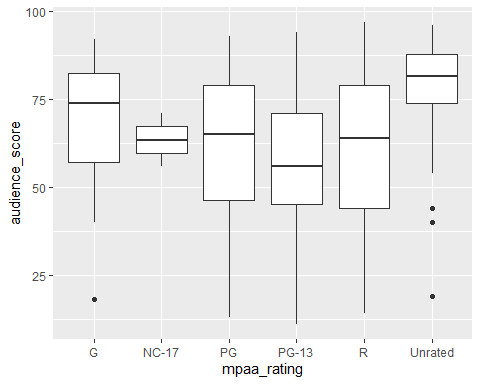 100
75
50
25
audience_score
G NC-17 PG PG-13 R Unrated
mpaa_rating